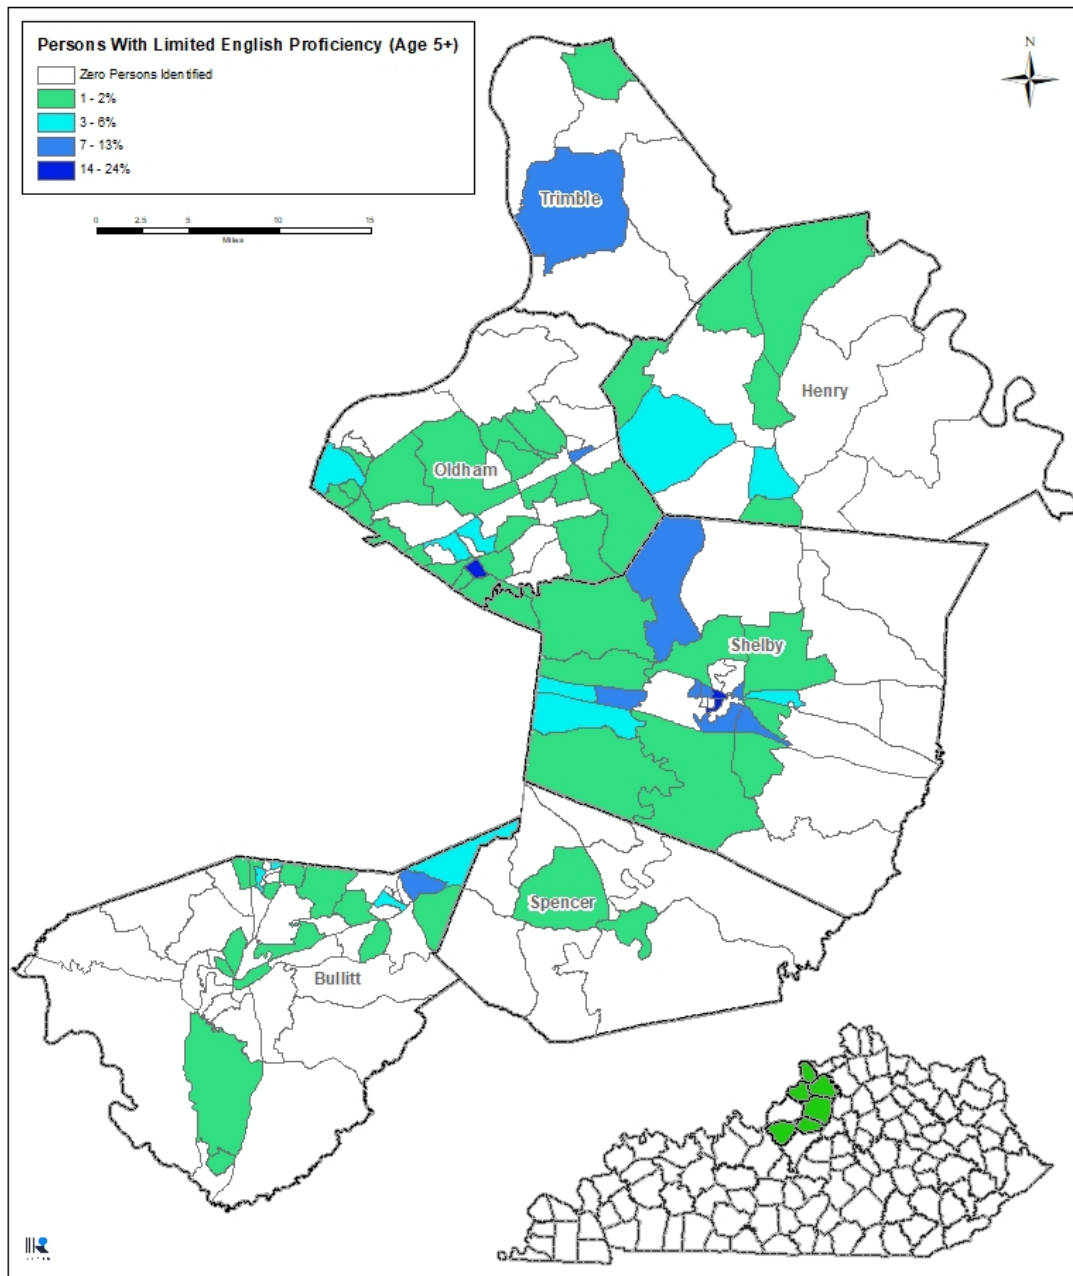 Persons With Limited English Proficiency (Age 5+)
Zero Persons Identified
1 - 2%
3 - 6%
7 - 13%
14 - 24%
N
0 2.5 5 10 15
Miles
Trimble
Henry
Oldham
Shelby
Spencer
Bullitt